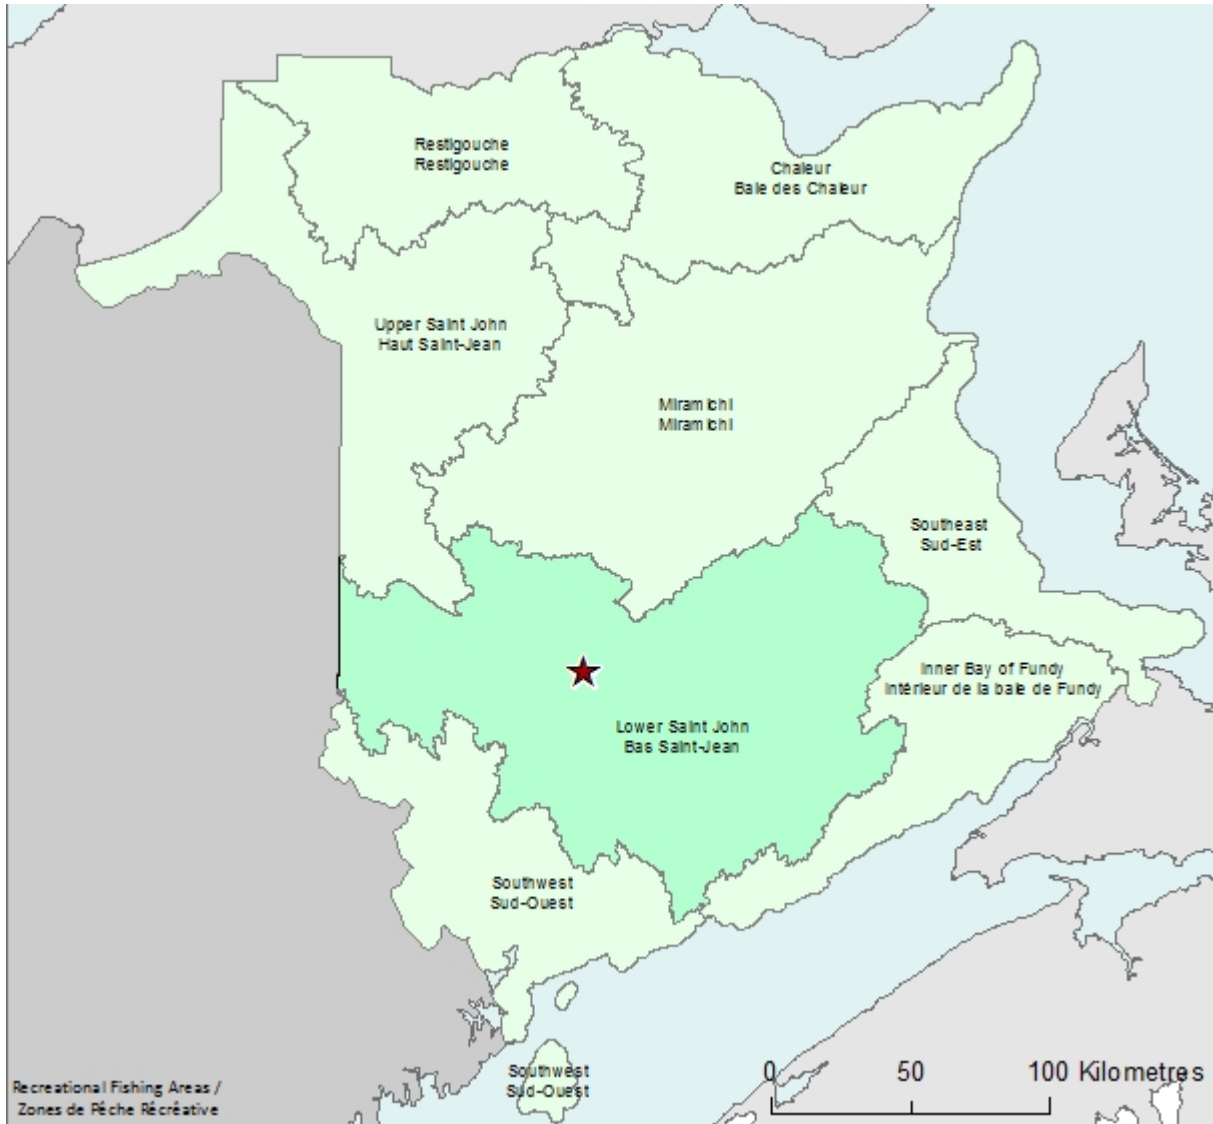 Restigouche
Restigouche
Chaleur
Baie des Chaleur
Upper Saint John
Haut Saint-Jean
Miramichi
Miramichi
Southeast
Sud-Est
Inner Bay of Fundy
Intérieur de la baie de Fundy
Lower Saint John
Bas Saint-Jean
Southwest
Sud-Ouest
Southwest
Sud-Ouest
0 50 100 Kilometres
Recreational Fishing Areas /
Zones de Pêche Récréative